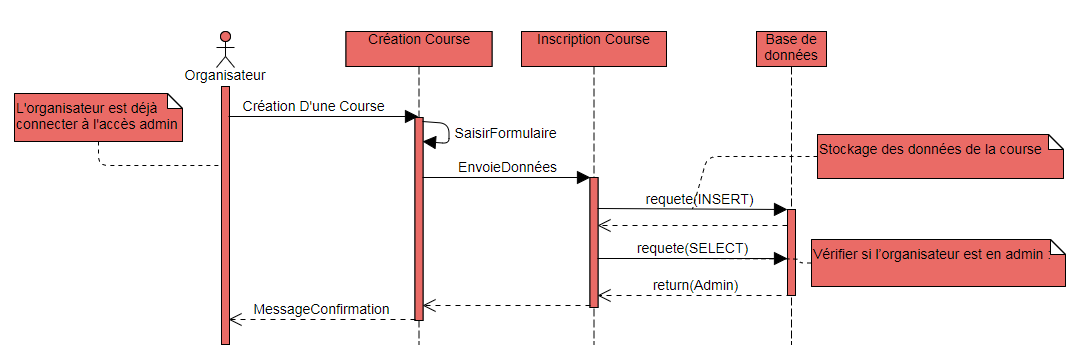 Création Course
Inscription Course
Base de
données
Organisateur
L'organisateur est déjà
connecter à l'accès admin
Création D'une Course
SaisirFormulaire
EnvoieDonnées
Stockage des données de la course
requete(INSERT)
requete(SELECT)
Vérifier si l'organisateur est en admin :
return(Admin)
MessageConfirmation